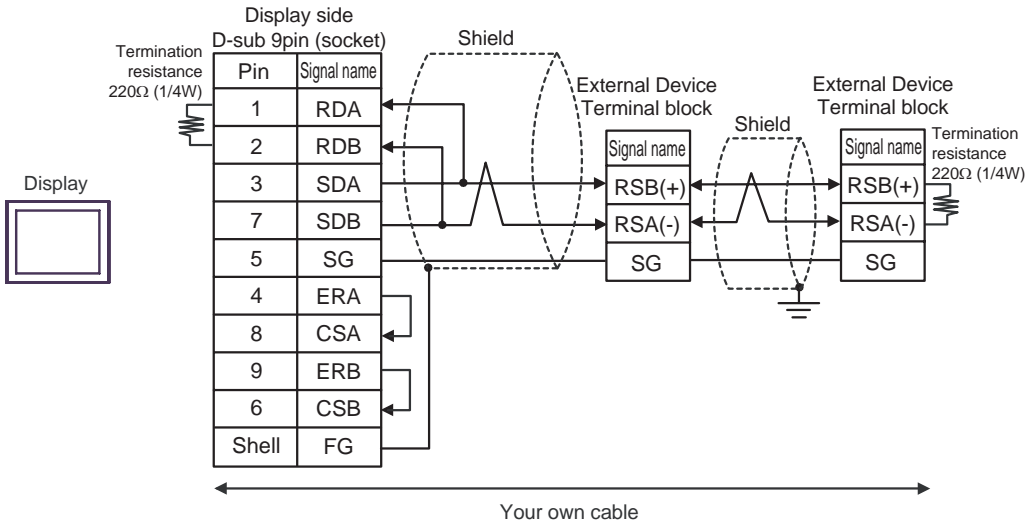 Display side
D-sub 9pin (socket)
Termination
resistance
220Ω (1/4W)
Pin Signal name
1 RDA
2 RDB
3 SDA
7 SDB
5 SG
4 ERA
8 CSA
9 ERB
6 CSB
Shell FG
Display
Shield
External Device
Terminal block
Signal name
RSB(+)
RSA(-)
SG
Shield
External Device
Terminal block
Signal name
RSB(+)
RSA(-)
SG
Termination
resistance
220Ω (1/4W)
Your own cable